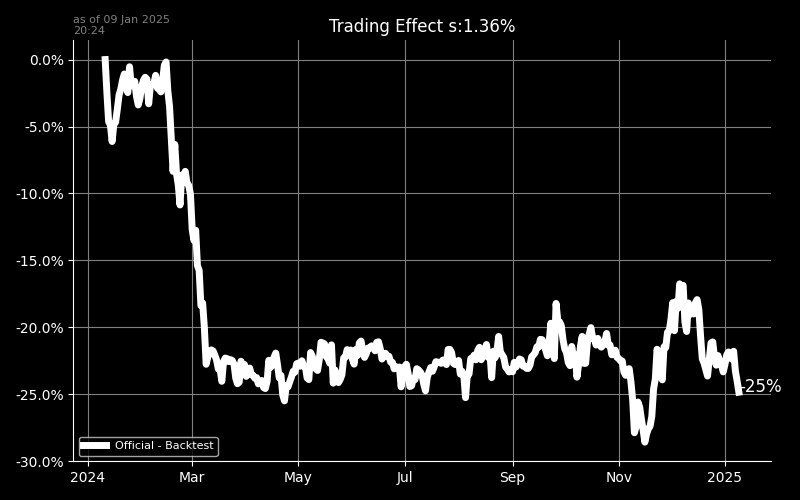 as of 09 Jan 2025
20:24
Trading Effect s:1.36%
0.0%
-5.0%
-10.0%
-15.0%
-20.0%
-25.0%
-30.0%
-25%
Official - Backtest
2024 Mar May Jul Sep Nov 2025